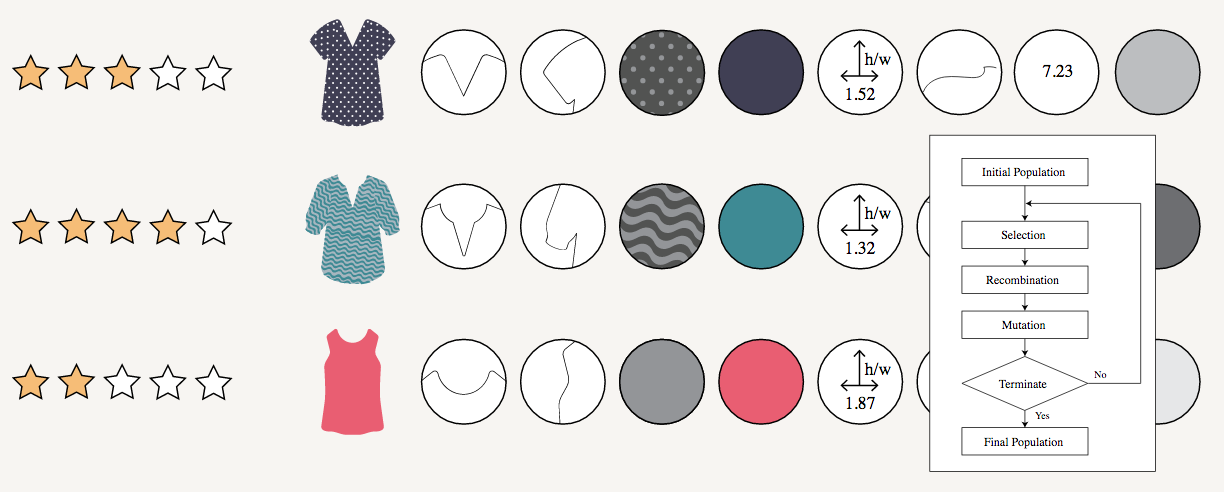 h/w
1.52
7.23
h/w
1.32
h/w
1.87
Initial Population
Selection
Recombination
Mutation
Terminate
No
Yes
Final Population